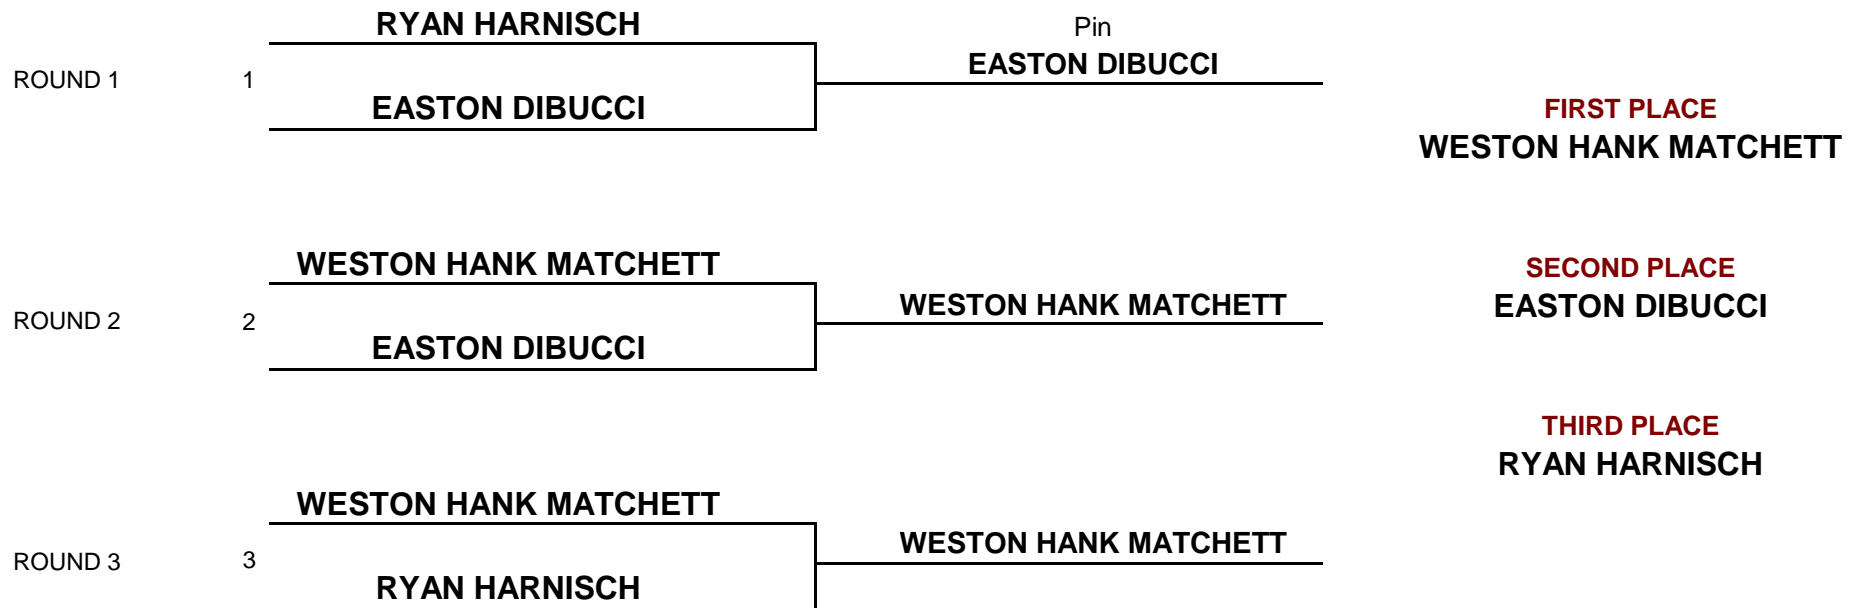 RYAN HARNISCH
Pin
ROUND 1
1
EASTON DIBUCCI
EASTON DIBUCCI
FIRST PLACE
WESTON HANK MATCHETT
WESTON HANK MATCHETT
SECOND PLACE
ROUND 2
2
WESTON HANK MATCHETT
EASTON DIBUCCI
EASTON DIBUCCI
THIRD PLACE
RYAN HARNISCH
WESTON HANK MATCHETT
ROUND 3
3
WESTON HANK MATCHETT
RYAN HARNISCH